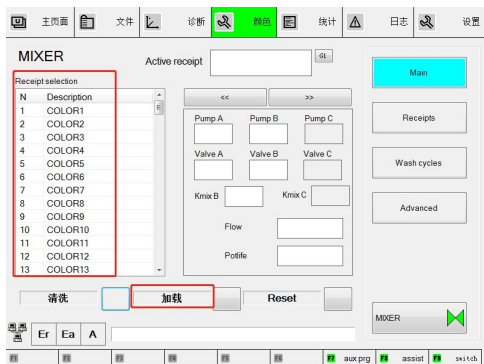 主页面 文件 诊断 颜色 统计 日志 设置
MIXER
Active receipt
G1
Receipt selection
N Description
1 COLOR1
2 COLOR2
3 COLOR3
4 COLOR4
5 COLOR5
6 COLOR6
7 COLOR7
8 COLOR8
9 COLOR9
10 COLOR10
11 COLOR11
12 COLOR12
13 COLOR13
<< >>
Pump A Pump B Pump C
Valve A Valve B Valve C
Kmix B Kmix C
Flow
Potlife
Main
Receipts
Wash cycles
Advanced
清洗 加载 Reset
MIXER
Er Ea A
F1 F2 F3 F4 F5 F6 F7 aux prg F8 assist F9 switch